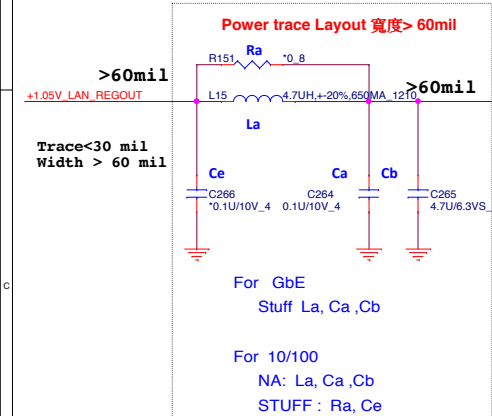 Power trace Layout 寬度> 60mil
Ra
R151 *0_8
>60mil
>60mil
+1.05V_LAN_REGOUT
L15 4.7UH,+-20%,650MA_1210
La
Trace<30 mil
Width > 60 mil
Ce
Ca
Cb
C266
C264
C265
*0.1U/10V_4
0.1U/10V_4
4.7U/6.3VS_
C
For GbE
Stuff La, Ca ,Cb
For 10/100
NA: La, Ca ,Cb
STUFF : Ra, Ce